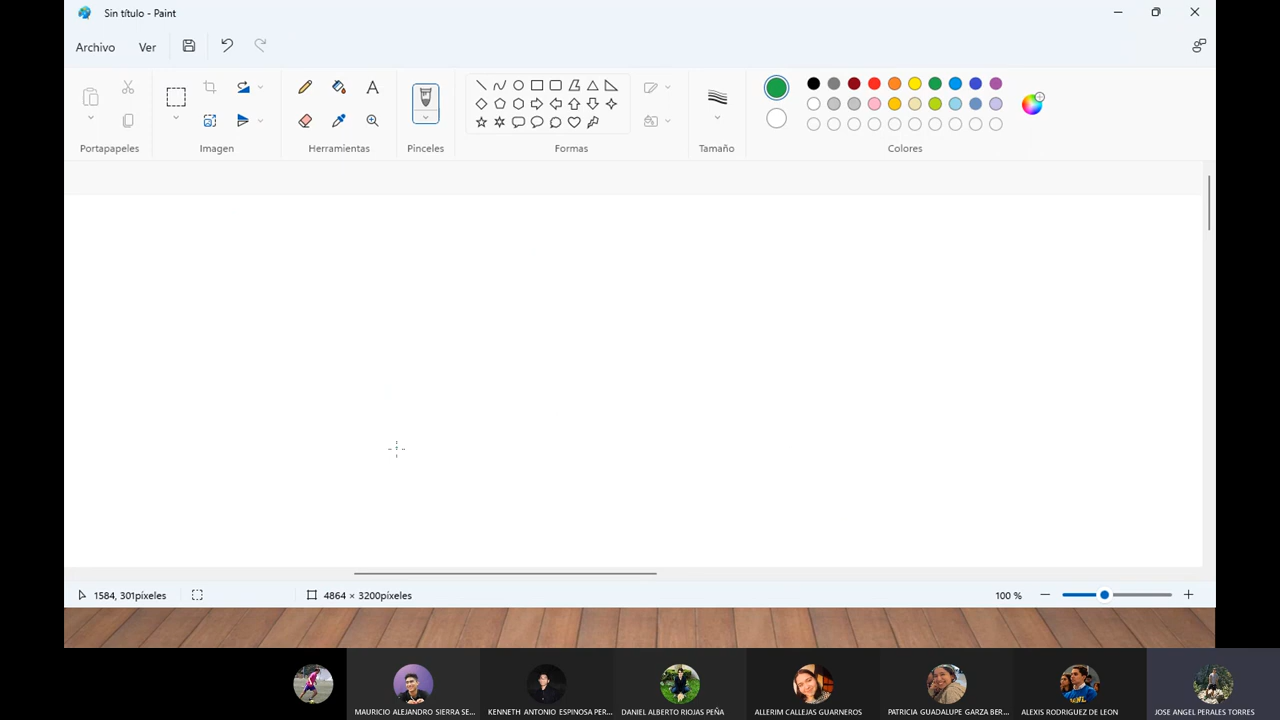 Sin título - Paint
Archivo Ver
Portapapeles
Imagen
Herramientas
Pinceles
Formas
Tamaño
Colores
1584, 301píxeles
4864 × 3200píxeles
100 %
MAURICIO ALEJANDRO SIERRA SE...
KENNETH ANTONIO ESPINOSA PER...
DANIEL ALBERTO RIOJAS PEÑA
ALLERIM CALLEJAS GUARNEROS
PATRICIA GUADALUPE GARZA BER...
ALEXIS RODRIGUEZ DE LEON
JOSE ANGEL PERALES TORRES